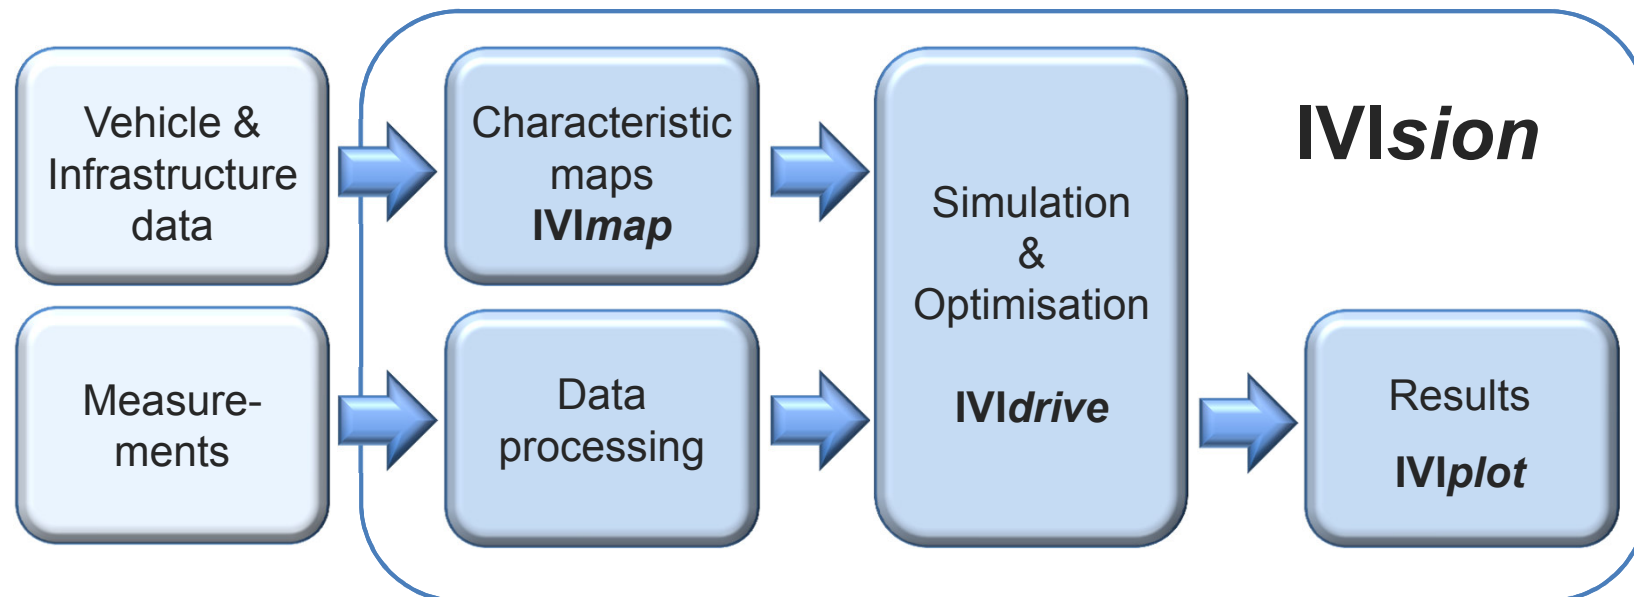 Vehicle &
Infrastructure
data
Characteristic
maps
IVImap
Simulation
&
Optimisation
IVIdrive
IVIsion
Measure-
ments
Data
processing
Results
IVIplot